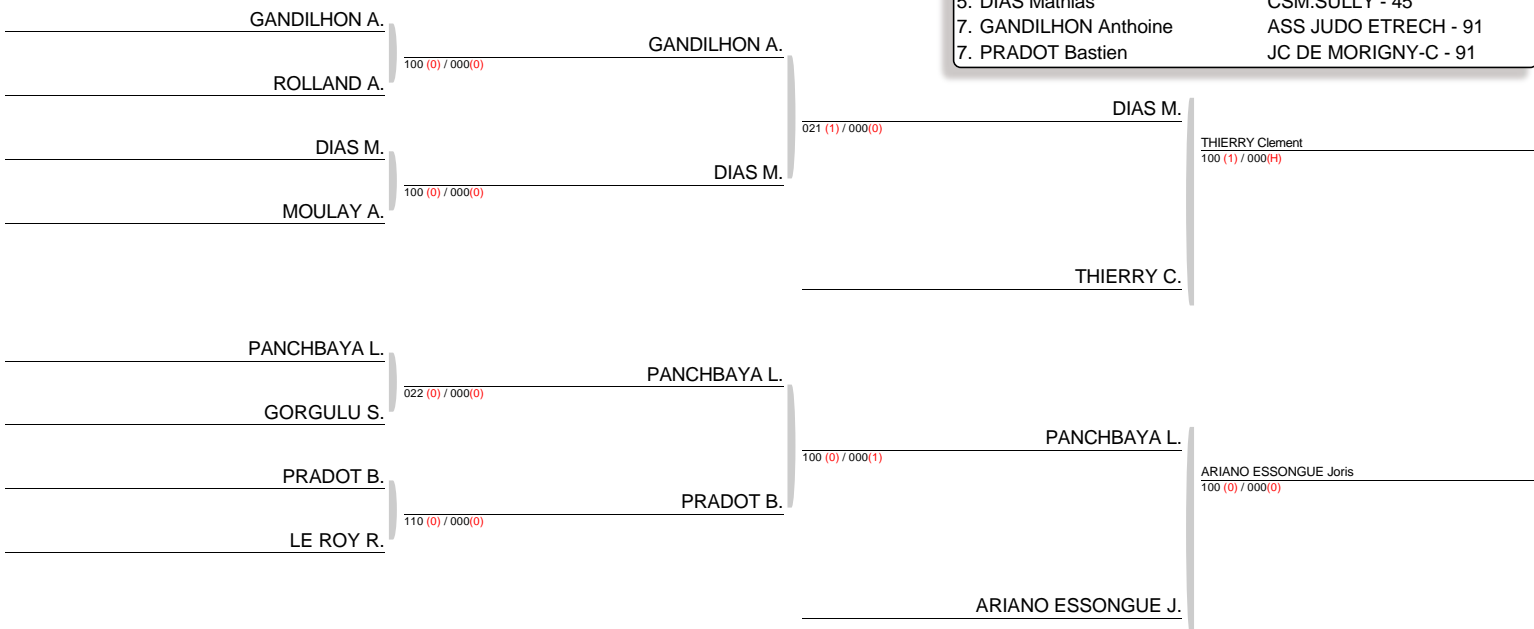 5. DIAS Mathias CSM.SULLY - 45
7. GANDILHON Anthoine ASS JUDO ETRECH - 91
7. PRADOT Bastien JC DE MORIGNY-C - 91
GANDILHON A.
ROLLAND A.
DIAS M.
MOULAY A.
PANCHBAYA L.
GORGULU S.
PRADOT B.
LE ROY R.
GANDILHON A.
100 (0) / 000(0)
DIAS M.
100 (0) / 000(0)
PANCHBAYA L.
022 (0) / 000(0)
PRADOT B.
110 (0) / 000(0)
DIAS M.
021 (1) / 000(0)
THIERRY C.
PANCHBAYA L.
100 (0) / 000(1)
ARIANO ESSONGUE J.
THIERRY Clement
100 (1) / 000(H)
ARIANO ESSONGUE Joris
100 (0) / 000(0)